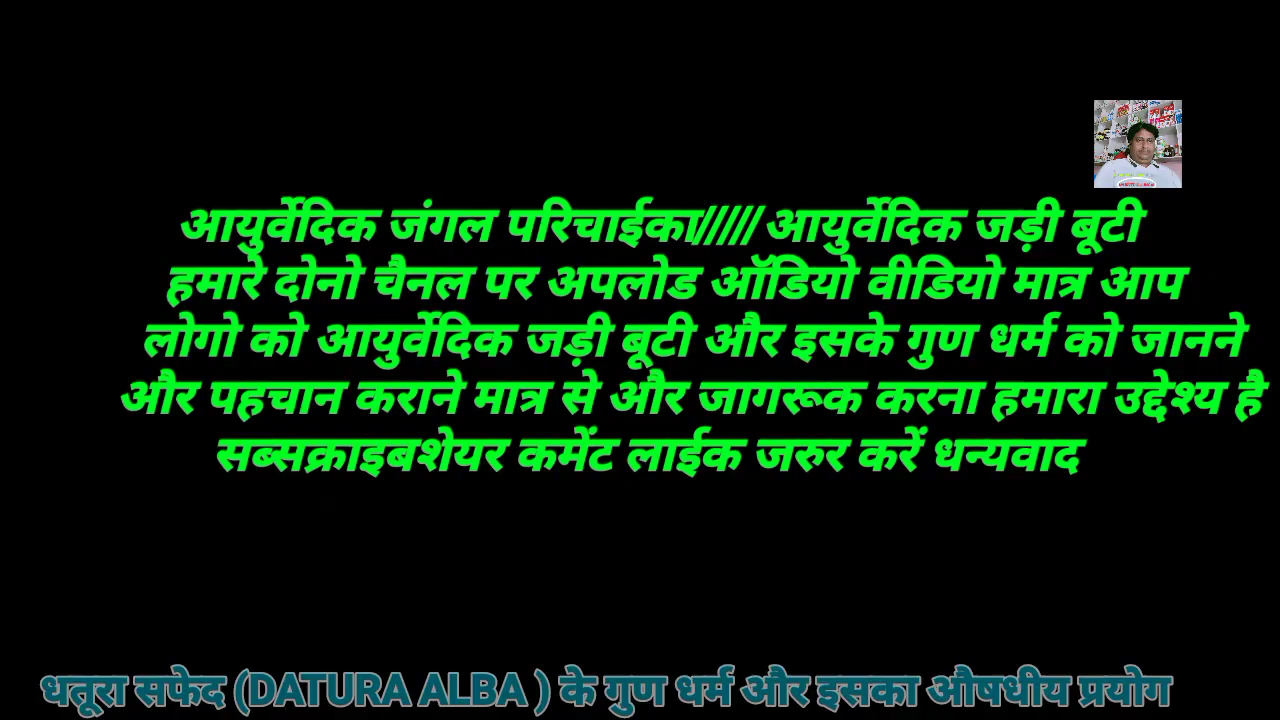 आयुर्वेदिक जंगल परिचाईका///// आयुर्वेदिक जड़ी बूटी
हमारे दोनो चैनल पर अपलोड ऑडियो वीडियो मात्र आप
लोगो को आयुर्वेदिक जड़ी बूटी और इसके गुण धर्म को जानने
और पहचान कराने मात्र से और जागरूक करना हमारा उद्देश्य है
सब्सक्राइबशेयर कमेंट लाईक जरुर करें धन्यवाद
धतूरा सफेद (DATURA ALBA ) के गुण धर्म और इसका औषधीय प्रयोग